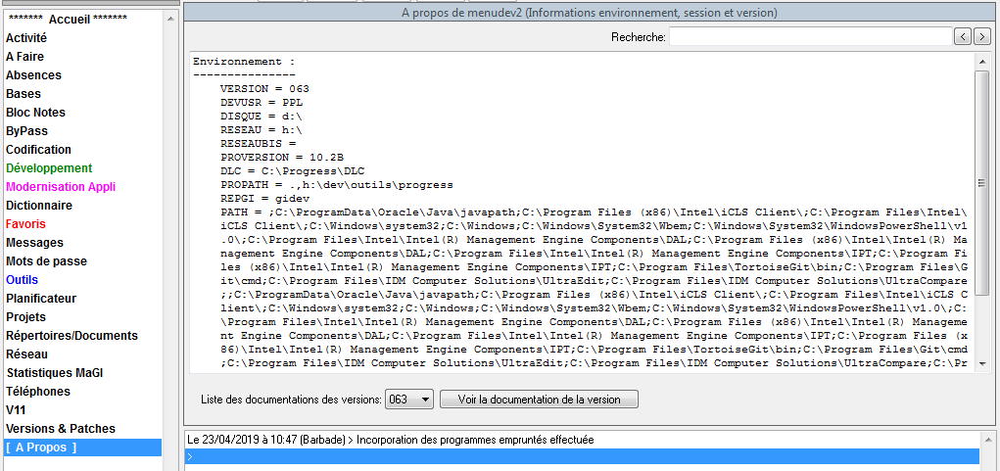 ******* Accueil *******
Activité
A Faire
Absences
Bases
Bloc Notes
ByPass
Codification
Développement
Modernisation Appli
Dictionnaire
Favoris
Messages
Mots de passe
Outils
Planificateur
Projets
Répertoires/Documents
Réseau
Statistiques MaGI
Téléphones
V11
Versions & Patches
[ A Propos ]
A propos de menudev2 (Informations environnement, session et version)
Recherche:
< >
Environnement :
---------------
VERSION = 063
DEVUSR = PPL
DISQUE = d:\
RESEAU = h:\
RESEAUBIS =
PROVERSION = 10.2B
DLC = C:\Progress\DLC
PROPATH = .,h:\dev\outils\progress
REPGI = gidev
PATH = ;C:\ProgramData\Oracle\Java\javapath;C:\Program Files (x86)\Intel\iCLS Client\;C:\Program Files\Intel\
iCLS Client\;C:\Windows\system32;C:\Windows;C:\Windows\System32\Wbem;C:\Windows\System32\WindowsPowerShell\v1
.0\;C:\Program Files\Intel\Intel(R) Management Engine Components\DAL;C:\Program Files (x86)\Intel\Intel(R) Ma
nagement Engine Components\DAL;C:\Program Files\Intel\Intel(R) Management Engine Components\IPT;C:\Program Fi
les (x86)\Intel\Intel(R) Management Engine Components\IPT;C:\Program Files\TortoiseGit\bin;C:\Program Files\G
it\cmd;C:\Program Files\IDM Computer Solutions\UltraEdit;C:\Program Files\IDM Computer Solutions\UltraCompare
;;C:\ProgramData\Oracle\Java\javapath;C:\Program Files (x86)\Intel\iCLS Client\;C:\Program Files\Intel\iCLS C
lient\;C:\Windows\system32;C:\Windows;C:\Windows\System32\Wbem;C:\Windows\System32\WindowsPowerShell\v1.0\;C:
\Program Files\Intel\Intel(R) Management Engine Components\DAL;C:\Program Files (x86)\Intel\Intel(R) Manageme
nt Engine Components\DAL;C:\Program Files\Intel\Intel(R) Management Engine Components\IPT;C:\Program Files (x
86)\Intel\Intel(R) Management Engine Components\IPT;C:\Program Files\TortoiseGit\bin;C:\Program Files\Git\cmd
;C:\Program Files\IDM Computer Solutions\UltraEdit;C:\Program Files\IDM Computer Solutions\UltraCompare;C:\Pr
Liste des documentations des versions: 063 Voir la documentation de la version
Le 23/04/2019 à 10:47 (Barbade) > Incorporation des programmes empruntés effectuée
>